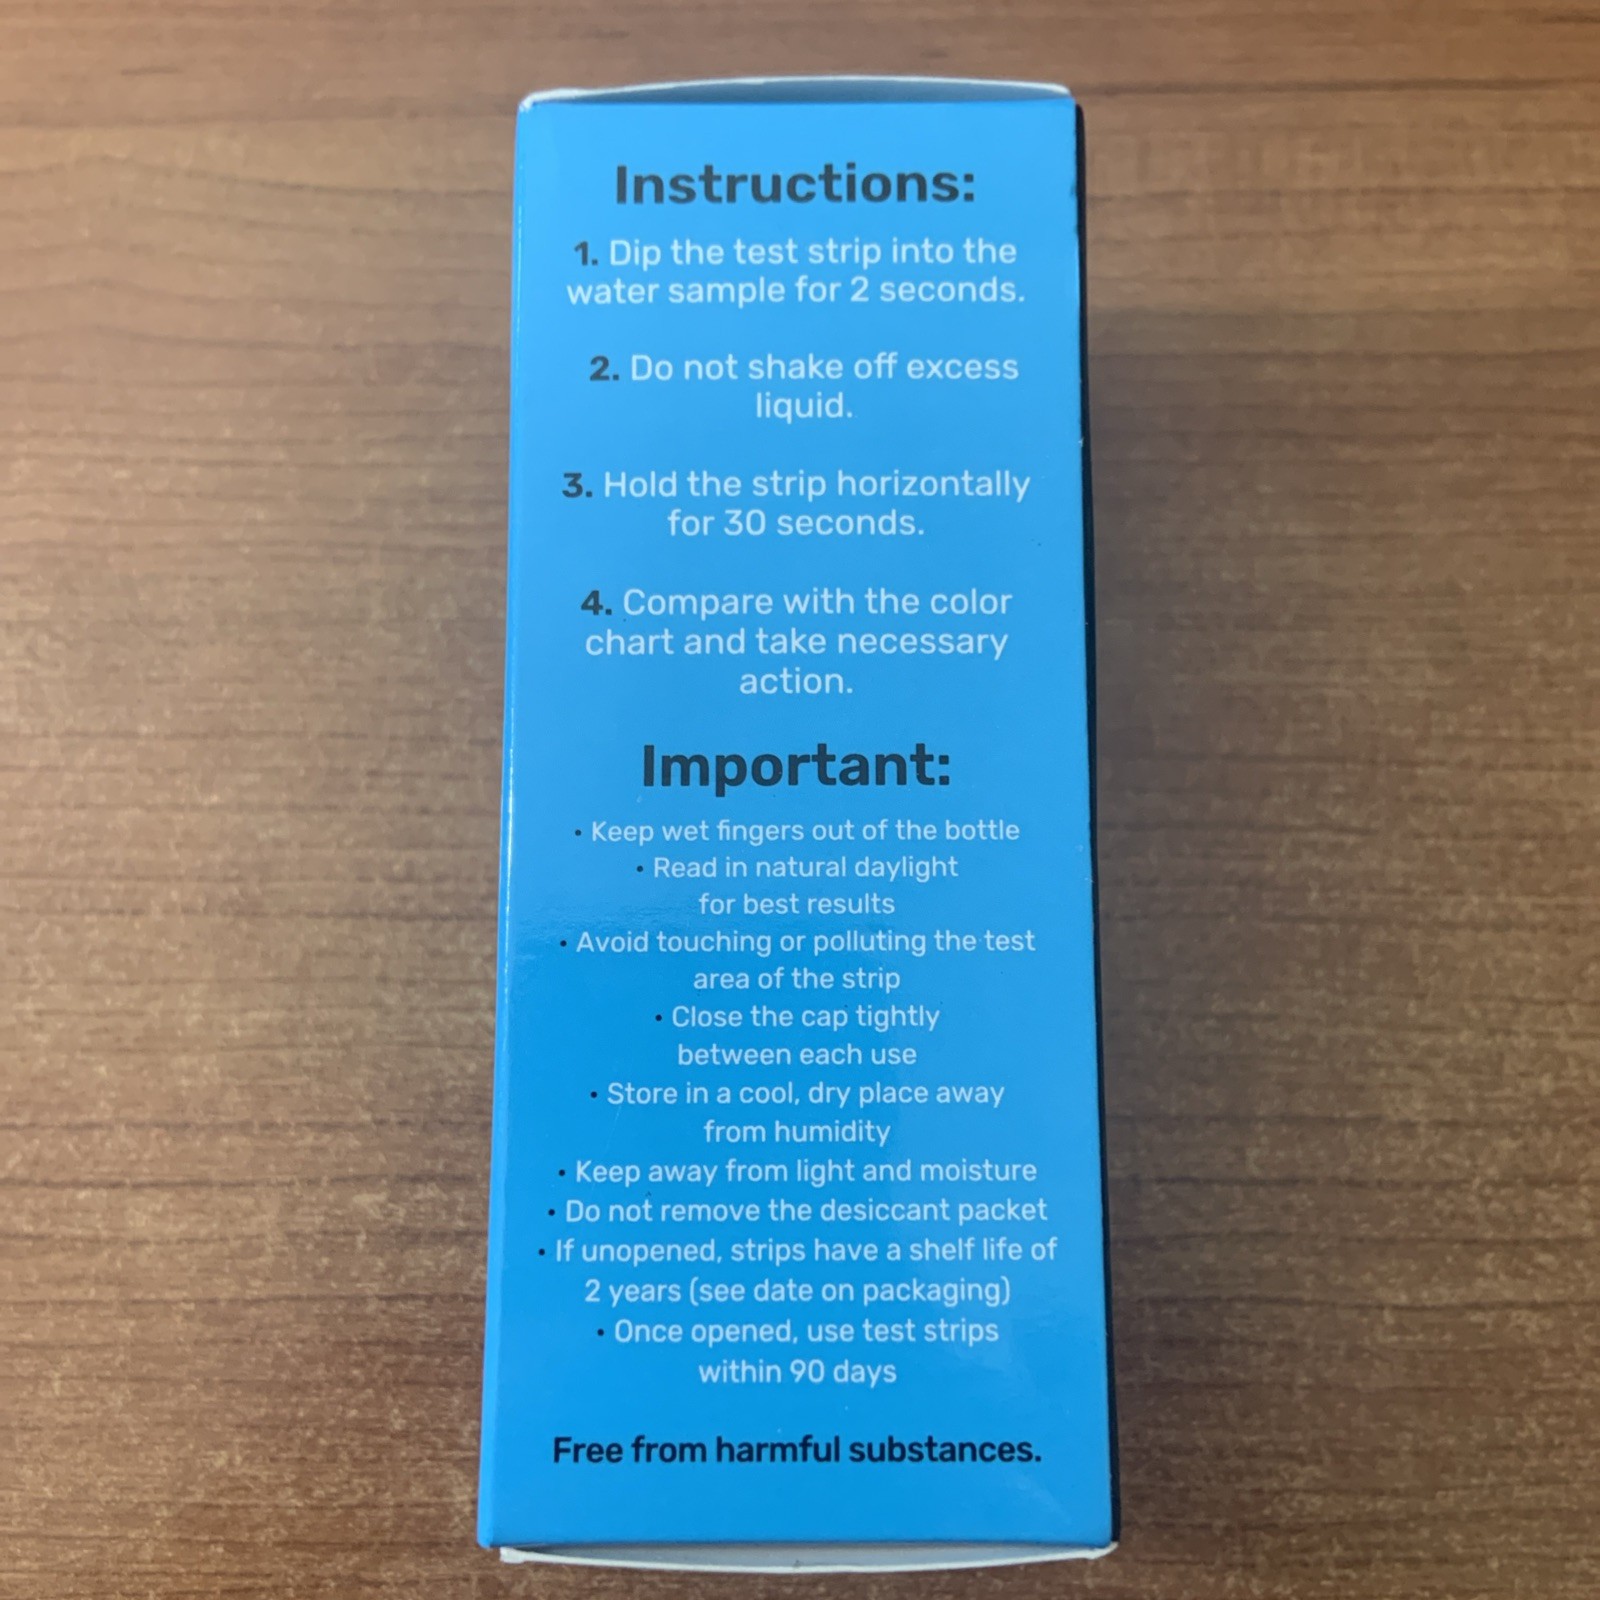 Instructions:
1. Dip the test strip into the
water sample for 2 seconds.
2. Do not shake off excess
liquid.
3. Hold the strip horizontally
for 30 seconds.
4. Compare with the color
chart and take necessary
action.
Important:
• Keep wet fingers out of the bottle
• Read in natural daylight
for best results
• Avoid touching or polluting the test
area of the strip
• Close the cap tightly
between each use
• Store in a cool, dry place away
from humidity
• Keep away from light and moisture
• Do not remove the desiccant packet
• If unopened, strips have a shelf life of
2 years (see date on packaging)
• Once opened, use test strips
within 90 days
Free from harmful substances.